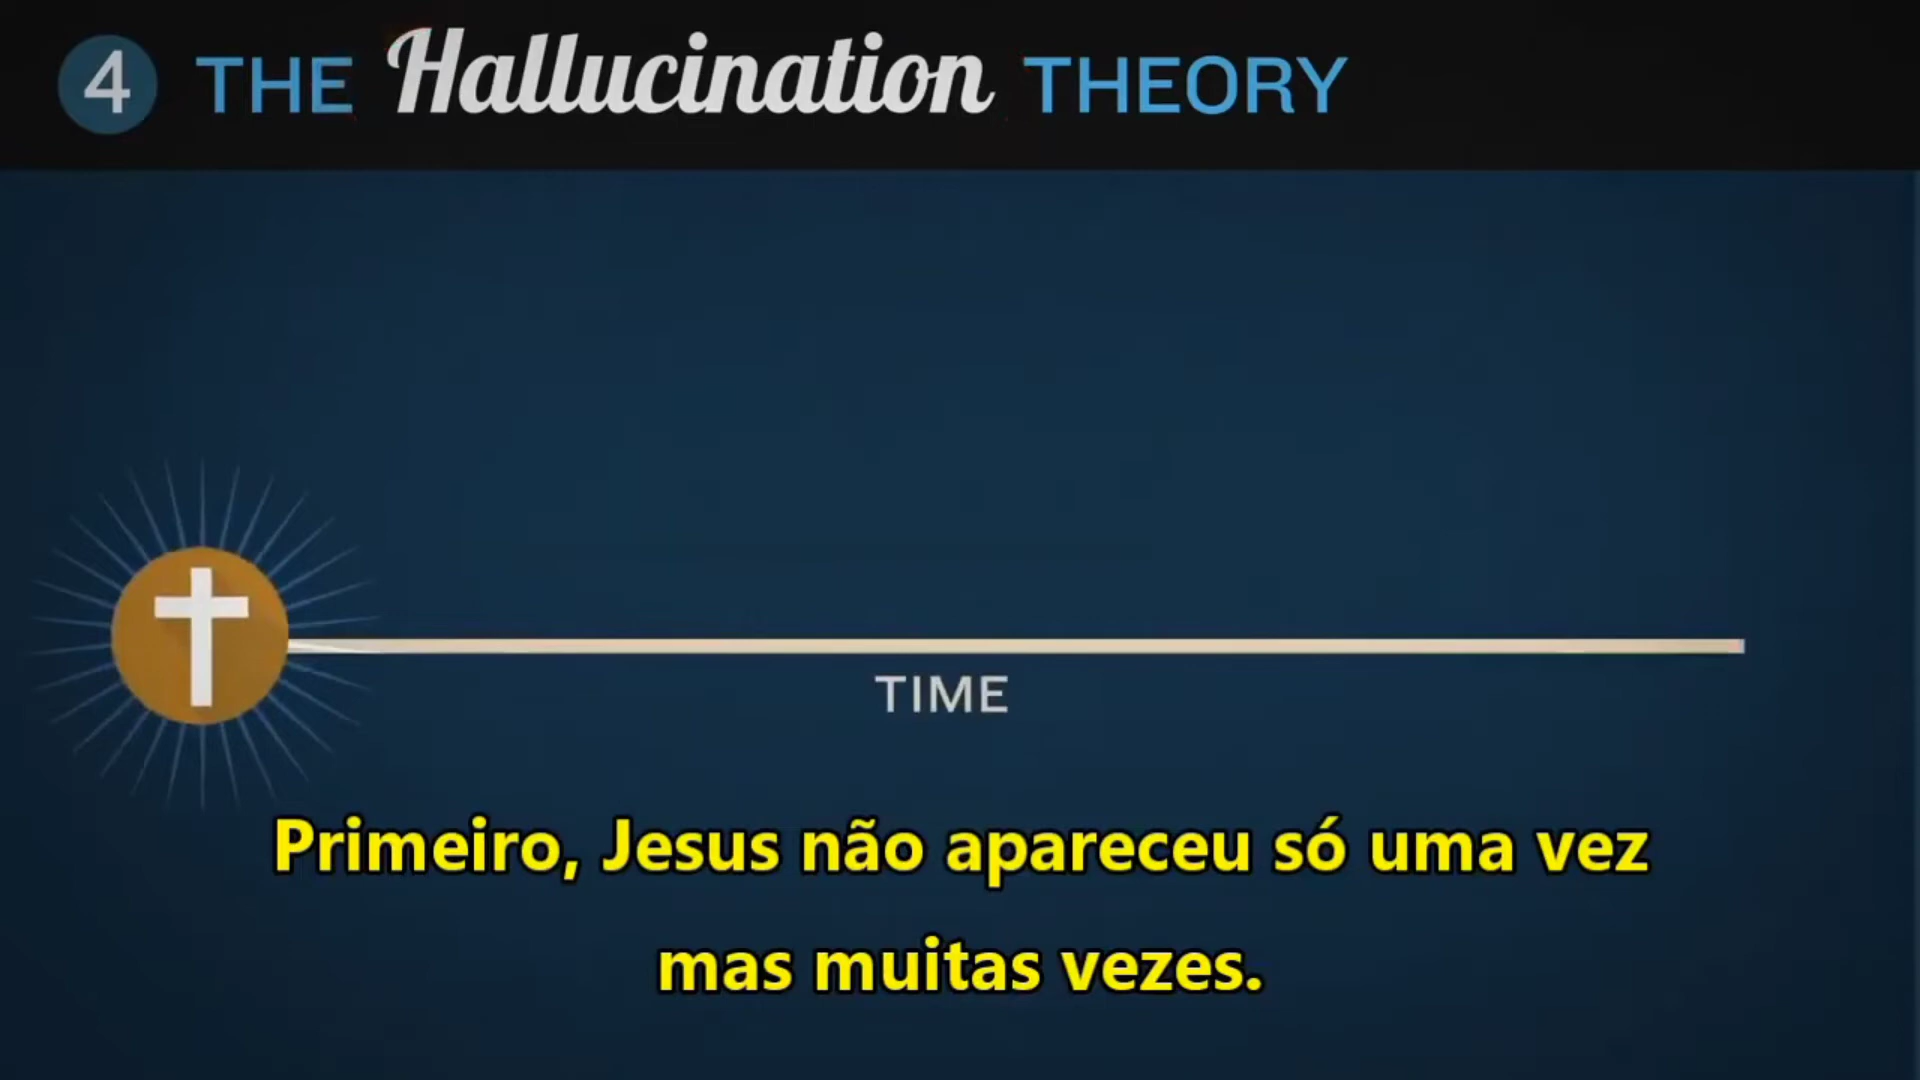 4 THE Hallucination THEORY
TIME
Primeiro, Jesus não apareceu só uma vez
mas muitas vezes.